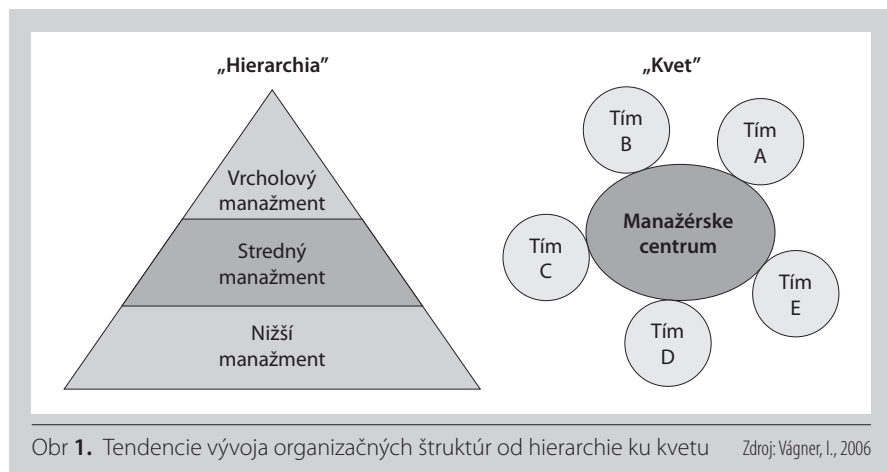 „Hierarchia”
Vrcholový
manažment
Stredný
manažment
Nižší
manažment
„Kvet”
Tím
B
Tím
A
Manažérske
centrum
Tím
C
Tím
E
Tím
D
Obr 1. Tendencie vývoja organizačných štruktúr od hierarchie ku kvetu Zdroj: Vágner, I., 2006